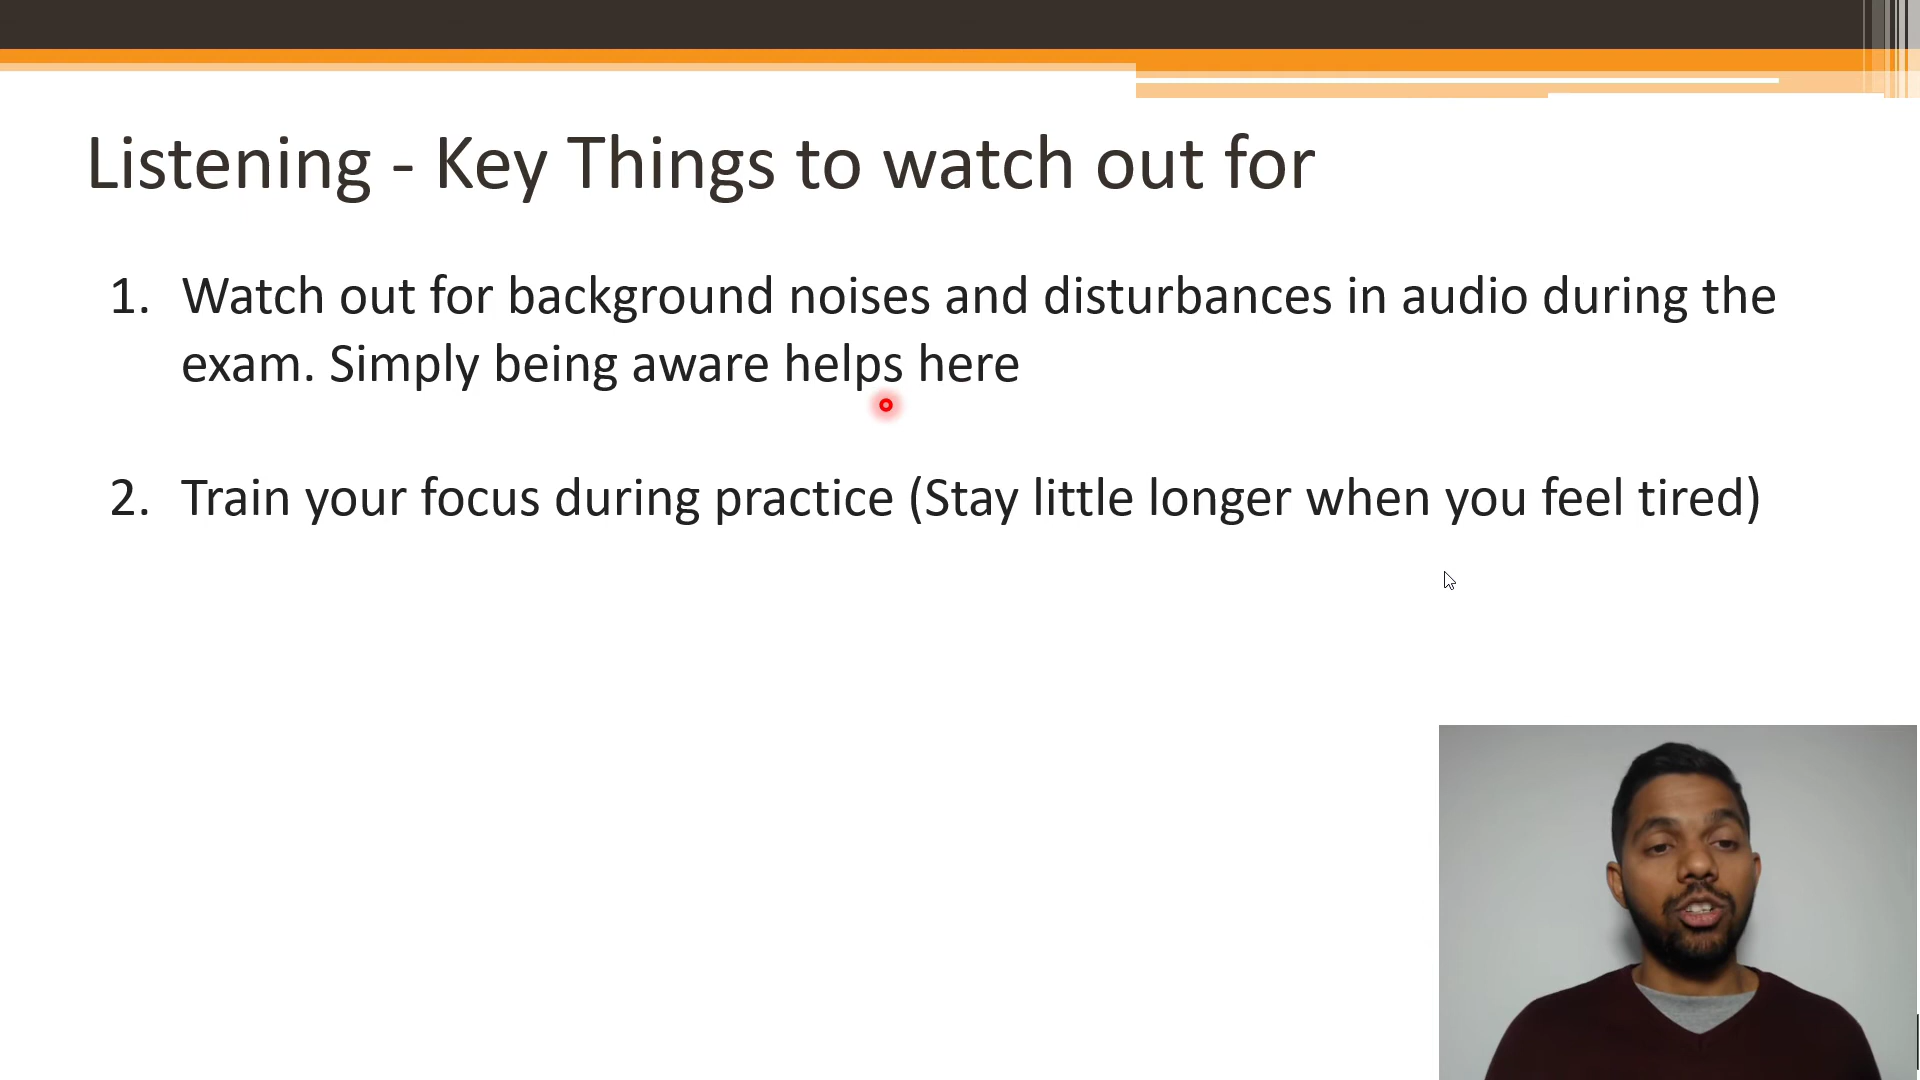 Listening - Key Things to watch out for
1. Watch out for background noises and disturbances in audio during the
exam. Simply being aware helps here
2. Train your focus during practice (Stay little longer when you feel tired)